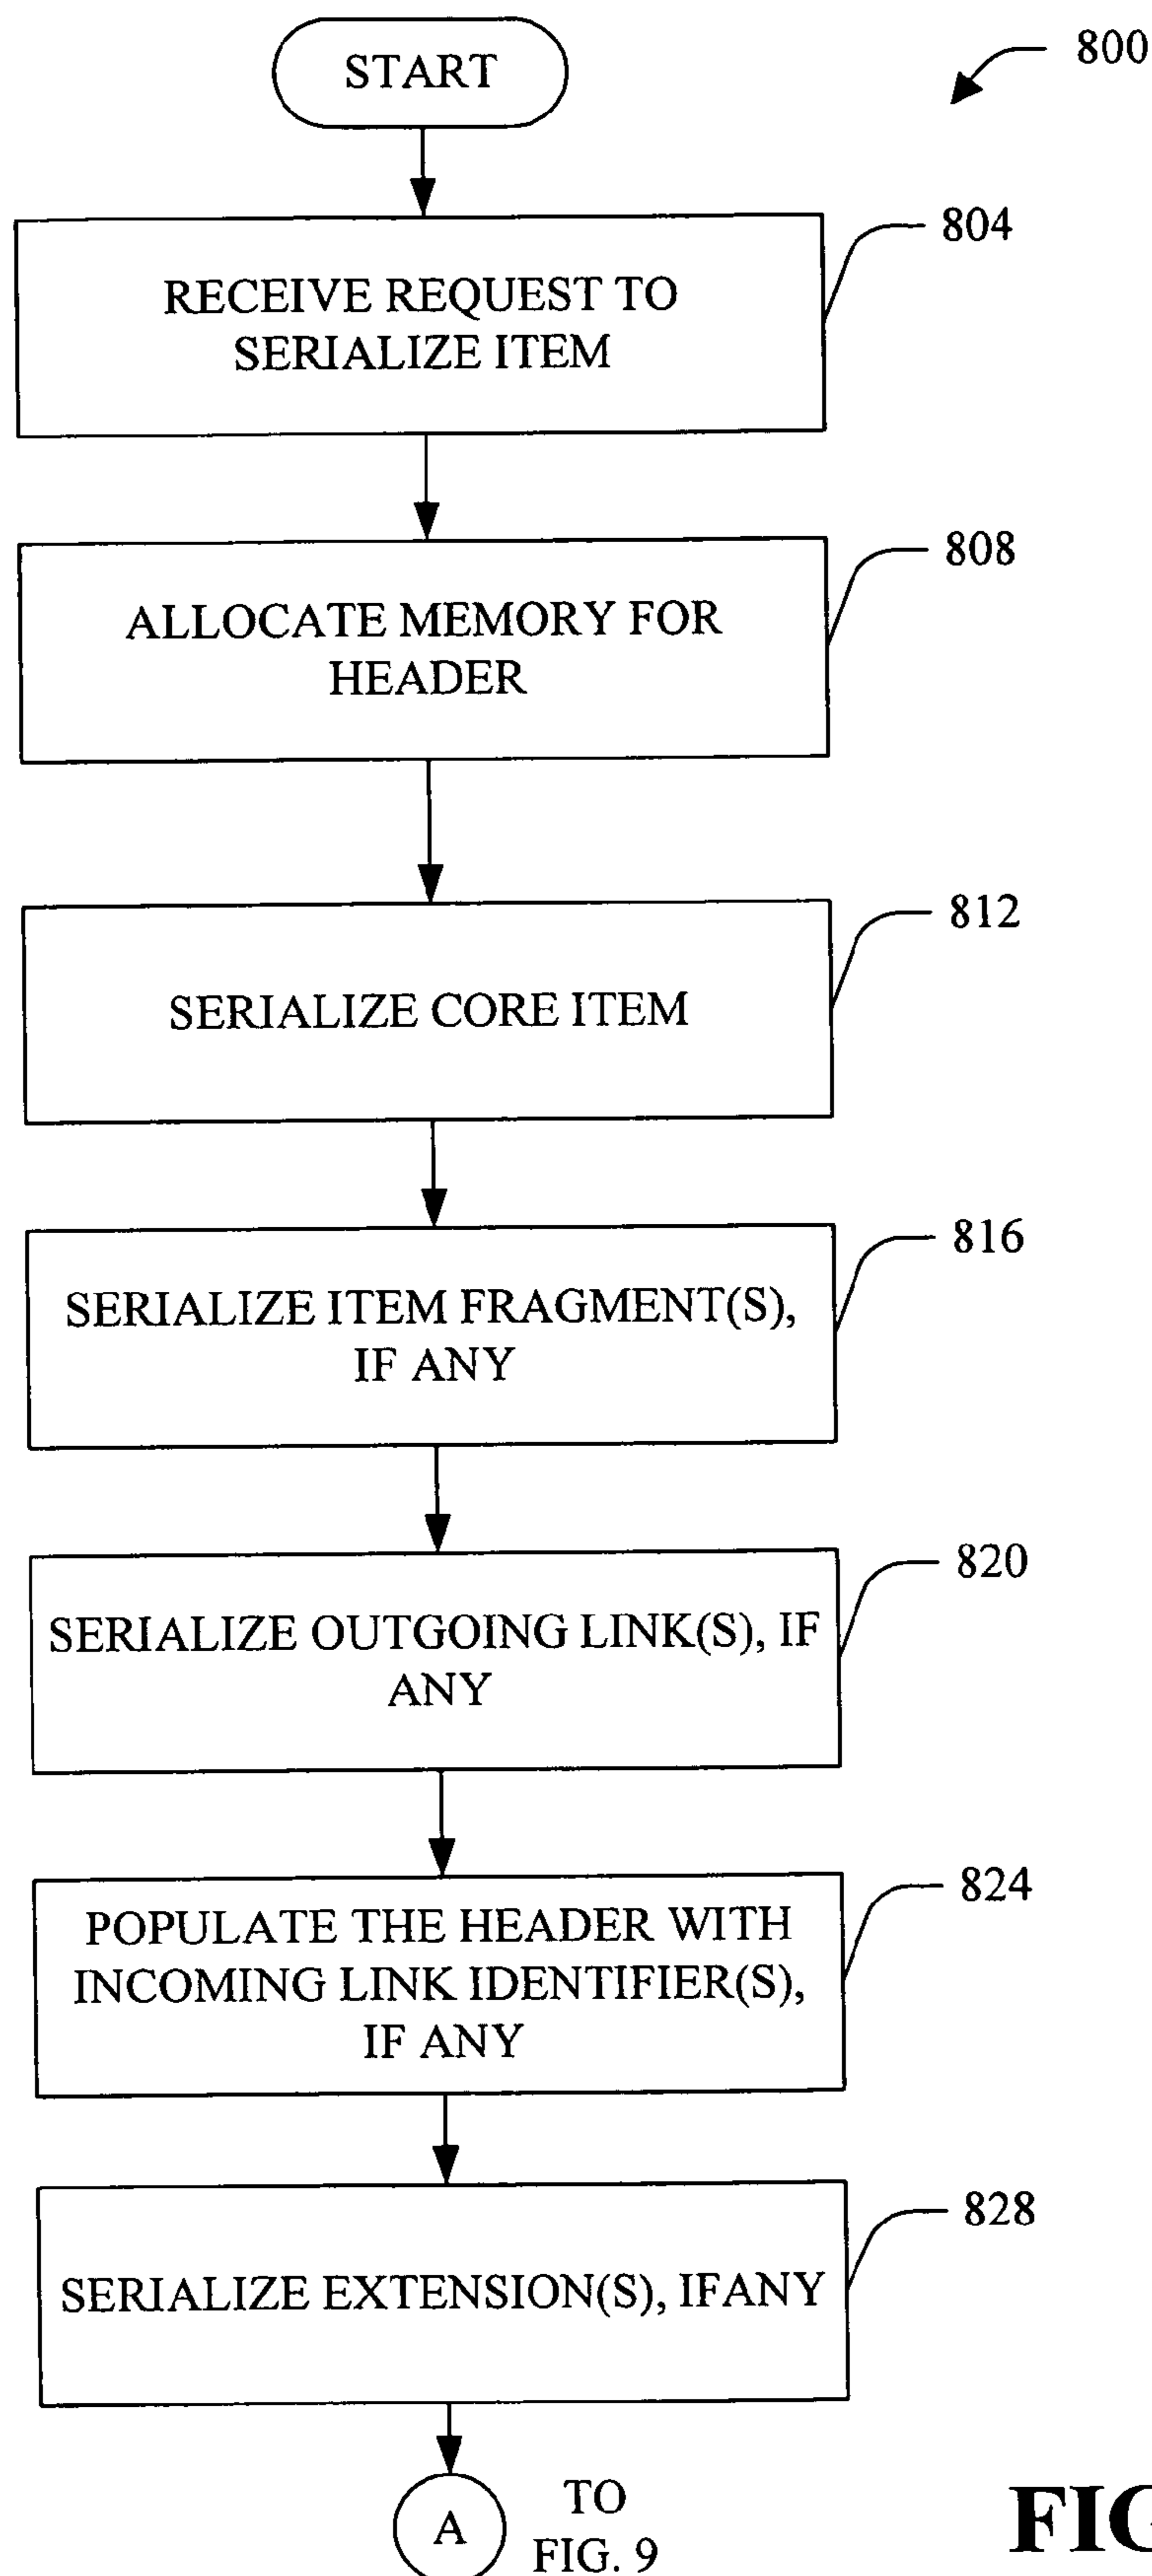 START
800
804
RECEIVE REQUEST TO
SERIALIZE ITEM
808
ALLOCATE MEMORY FOR
HEADER
812
SERIALIZE CORE ITEM
816
SERIALIZE ITEM FRAGMENT(S),
IF ANY
820
SERIALIZE OUTGOING LINK(S), IF
ANY
824
POPULATE THE HEADER WITH
INCOMING LINK IDENTIFIER(S),
IF ANY
828
SERIALIZE EXTENSION(S), IFANY
A
TO
FIG. 9
FIG